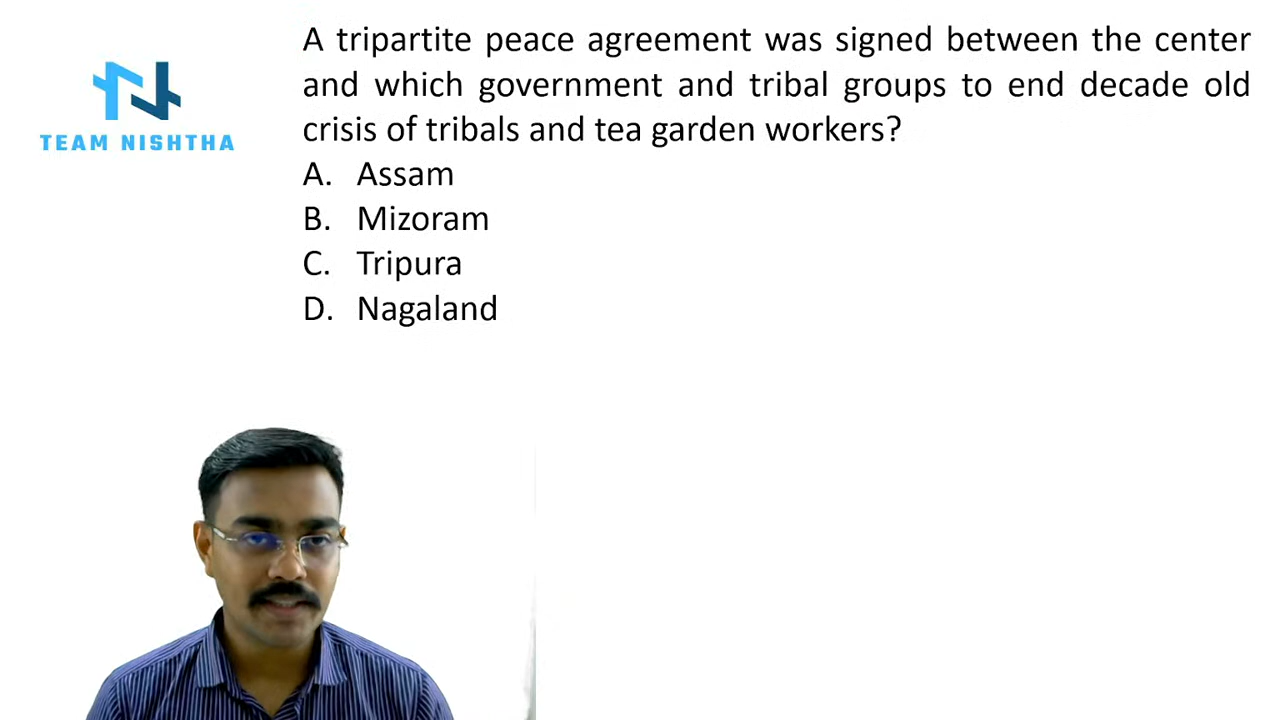 A tripartite peace agreement was signed between the center
and which government and tribal groups to end decade old
crisis of tribals and tea garden workers?
A. Assam
B. Mizoram
C. Tripura
D. Nagaland
TEAM NISHTHA